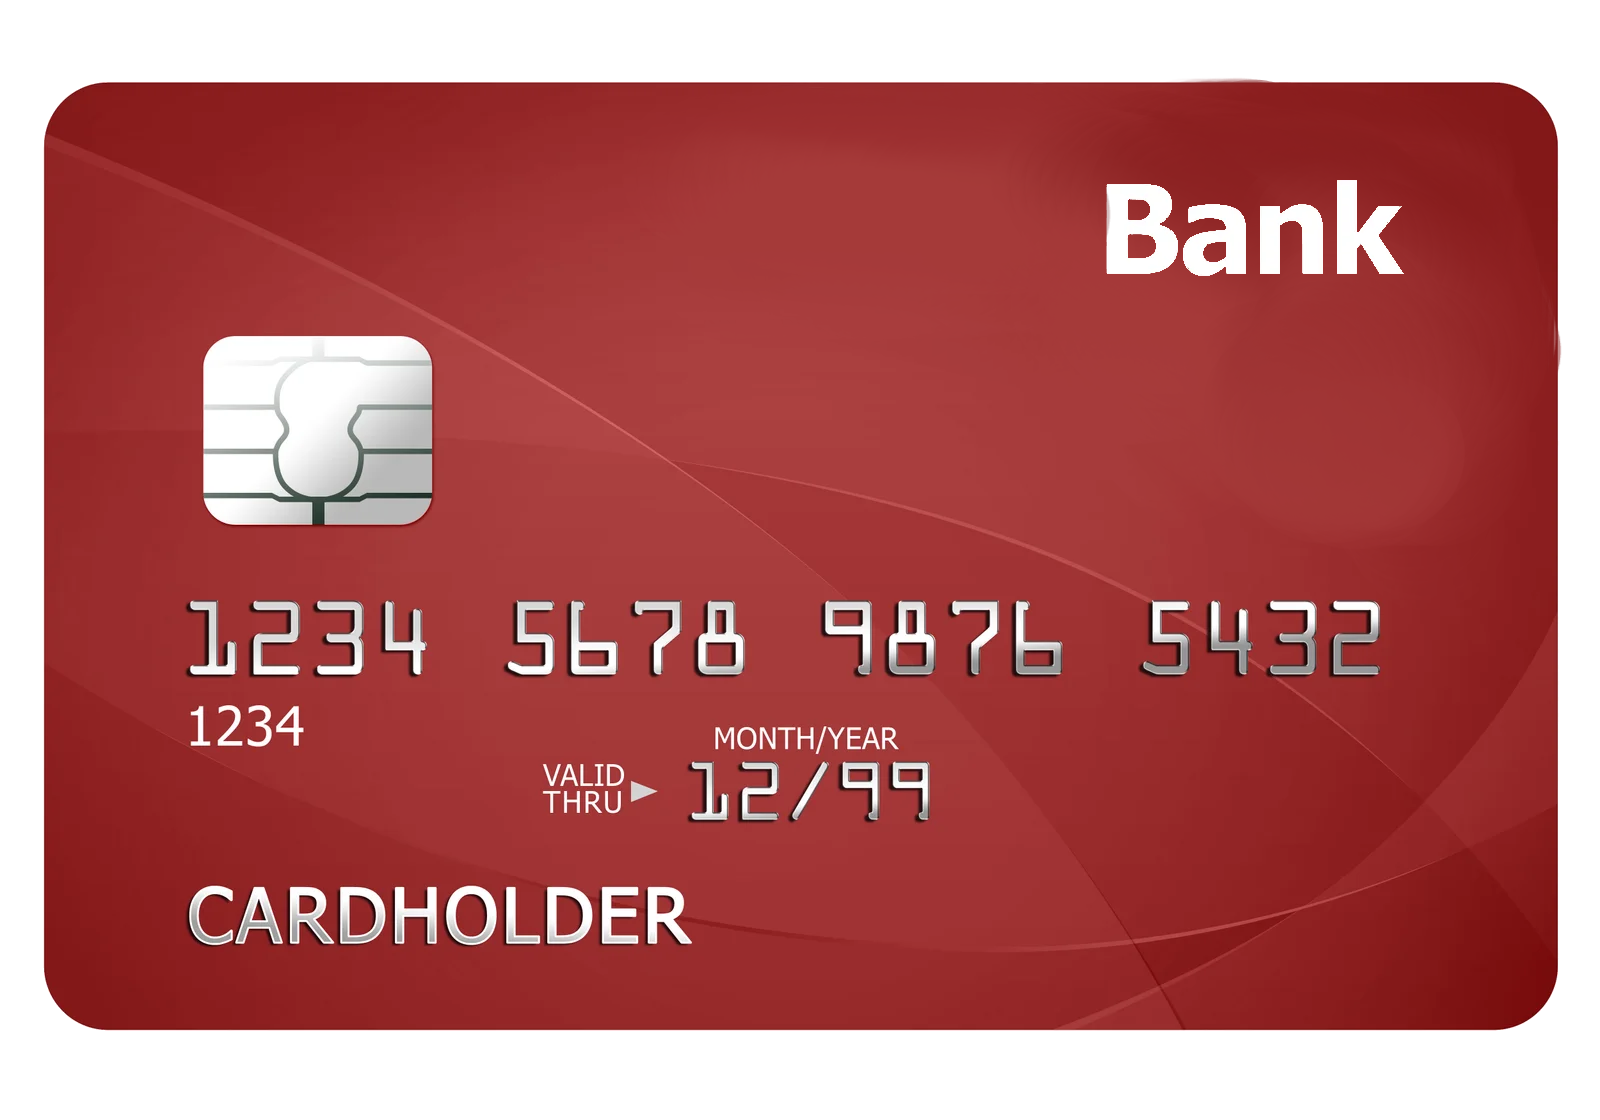 Bank
1234 5678 9876 5432
1234
MONTH/YEAR
VALID
THRU
12/99
CARDHOLDER